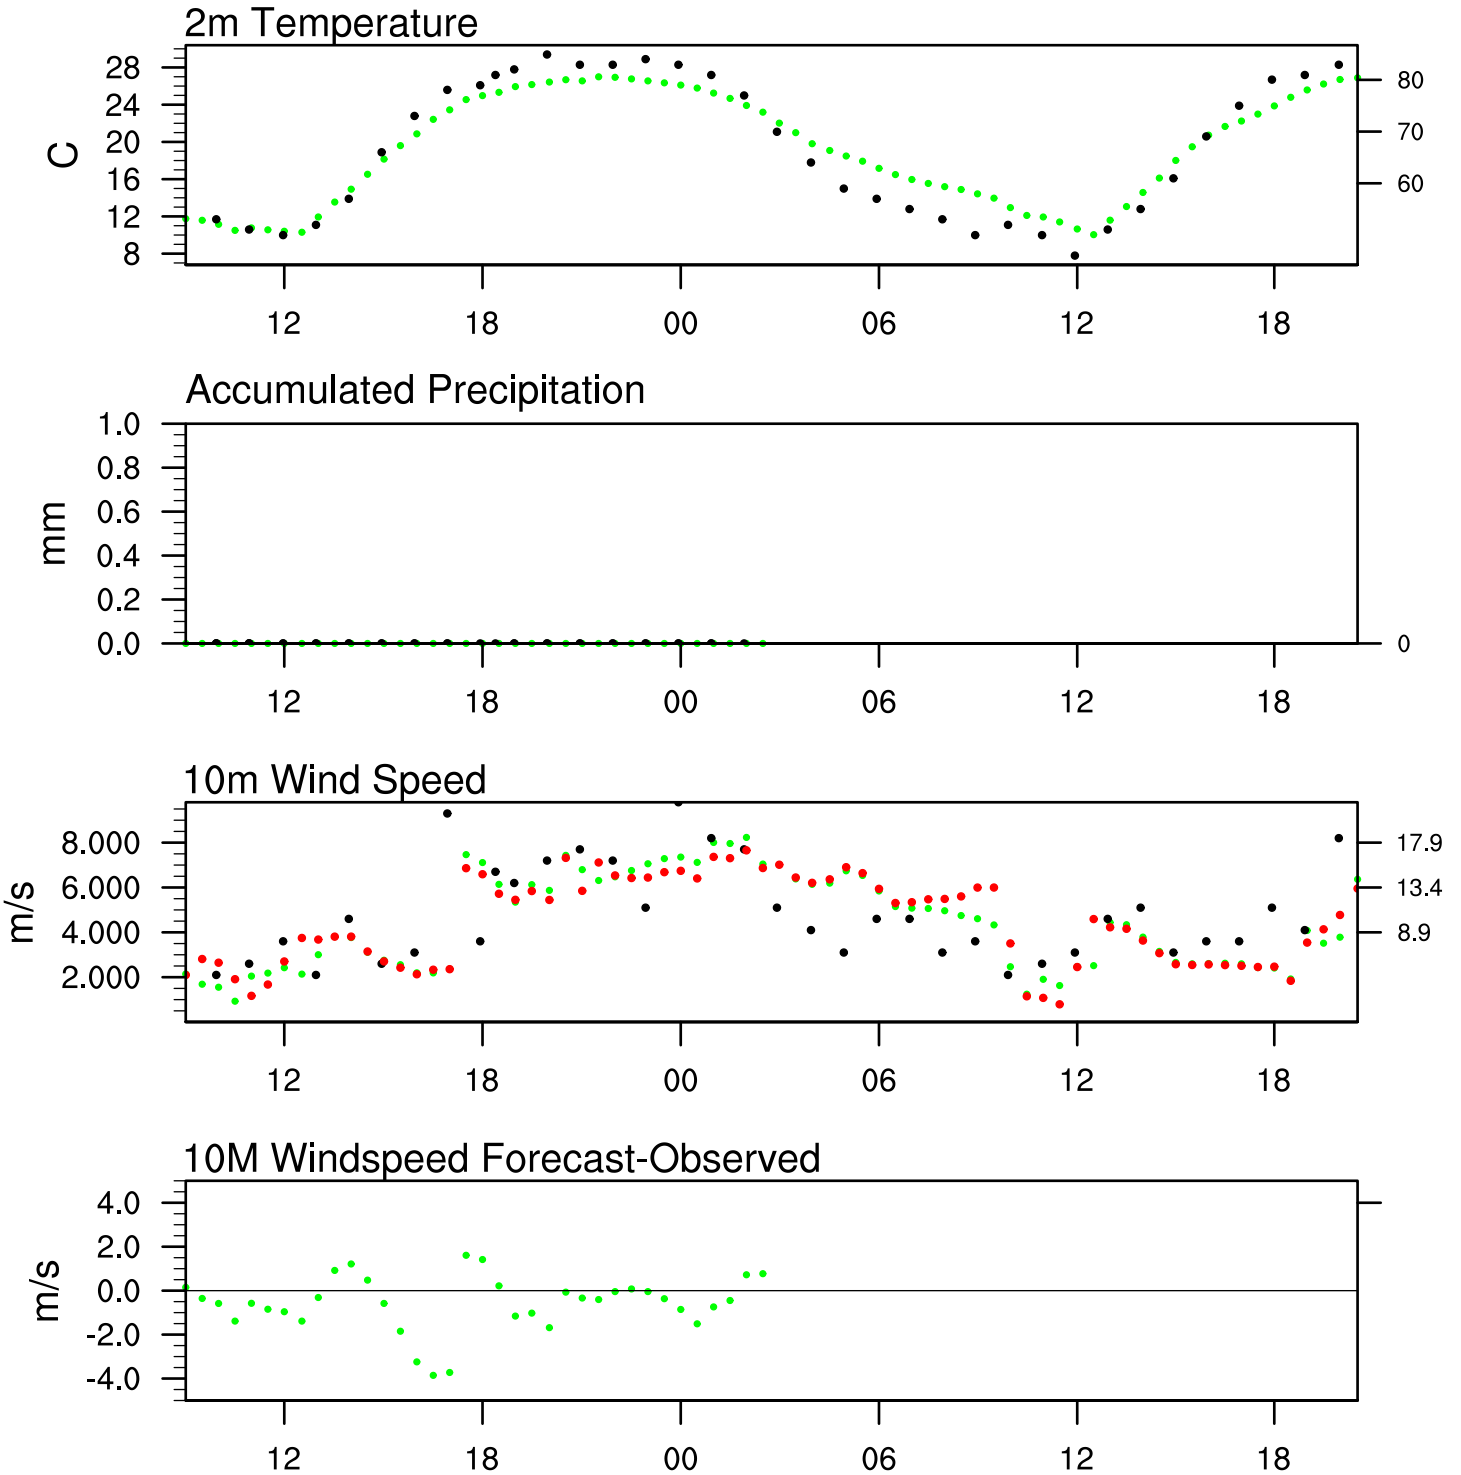 2m Temperature
28
24
20
16
12
8
C
80
70
60
12 18 00 06 12 18
Accumulated Precipitation
1.0
0.8
0.6
0.4
0.2
0.0
mm
0
12 18 00 06 12 18
10m Wind Speed
8.000
6.000
4.000
2.000
m/s
17.9
13.4
8.9
12 18 00 06 12 18
10M Windspeed Forecast-Observed
4.0
2.0
0.0
-2.0
-4.0
m/s
12 18 00 06 12 18